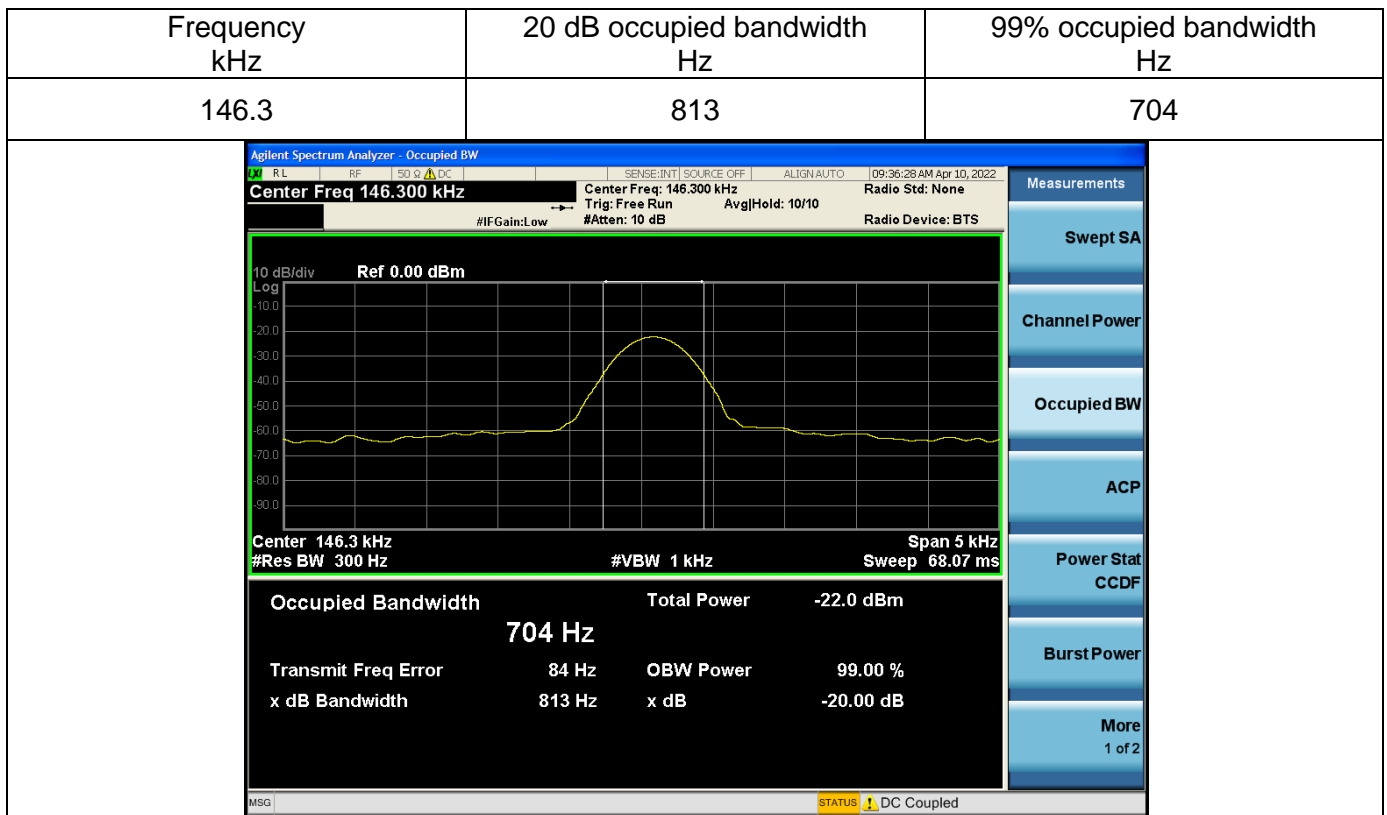 Frequency
kHz
20 dB occupied bandwidth
Hz
99% occupied bandwidth
Hz
146.3
813
704
Agilent Spectrum Analyzer - Occupied BW
LXI RL RF 50 Ω DC SENSE:INT SOURCE OFF ALIGN AUTO 09:36:28 AM Apr 10, 2022
Center Freq 146.300 kHz
Center Freq: 146.300 kHz
Radio Std: None
Trig: Free Run Avg|Hold: 10/10
#IFGain:Low
#Atten: 10 dB
Radio Device: BTS
10 dB/div Ref 0.00 dBm
Log
-10.0
-20.0
-30.0
-40.0
-50.0
-60.0
-70.0
-80.0
-90.0
Center 146.3 kHz
Span 5 kHz
#Res BW 300 Hz
#VBW 1 kHz
Sweep 68.07 ms
Occupied Bandwidth
Total Power -22.0 dBm
704 Hz
Transmit Freq Error 84 Hz OBW Power 99.00 %
x dB Bandwidth 813 Hz x dB -20.00 dB
Measurements
Swept SA
Channel Power
Occupied BW
ACP
Power Stat
CCDF
Burst Power
More
1 of 2
MSG
STATUS DC Coupled